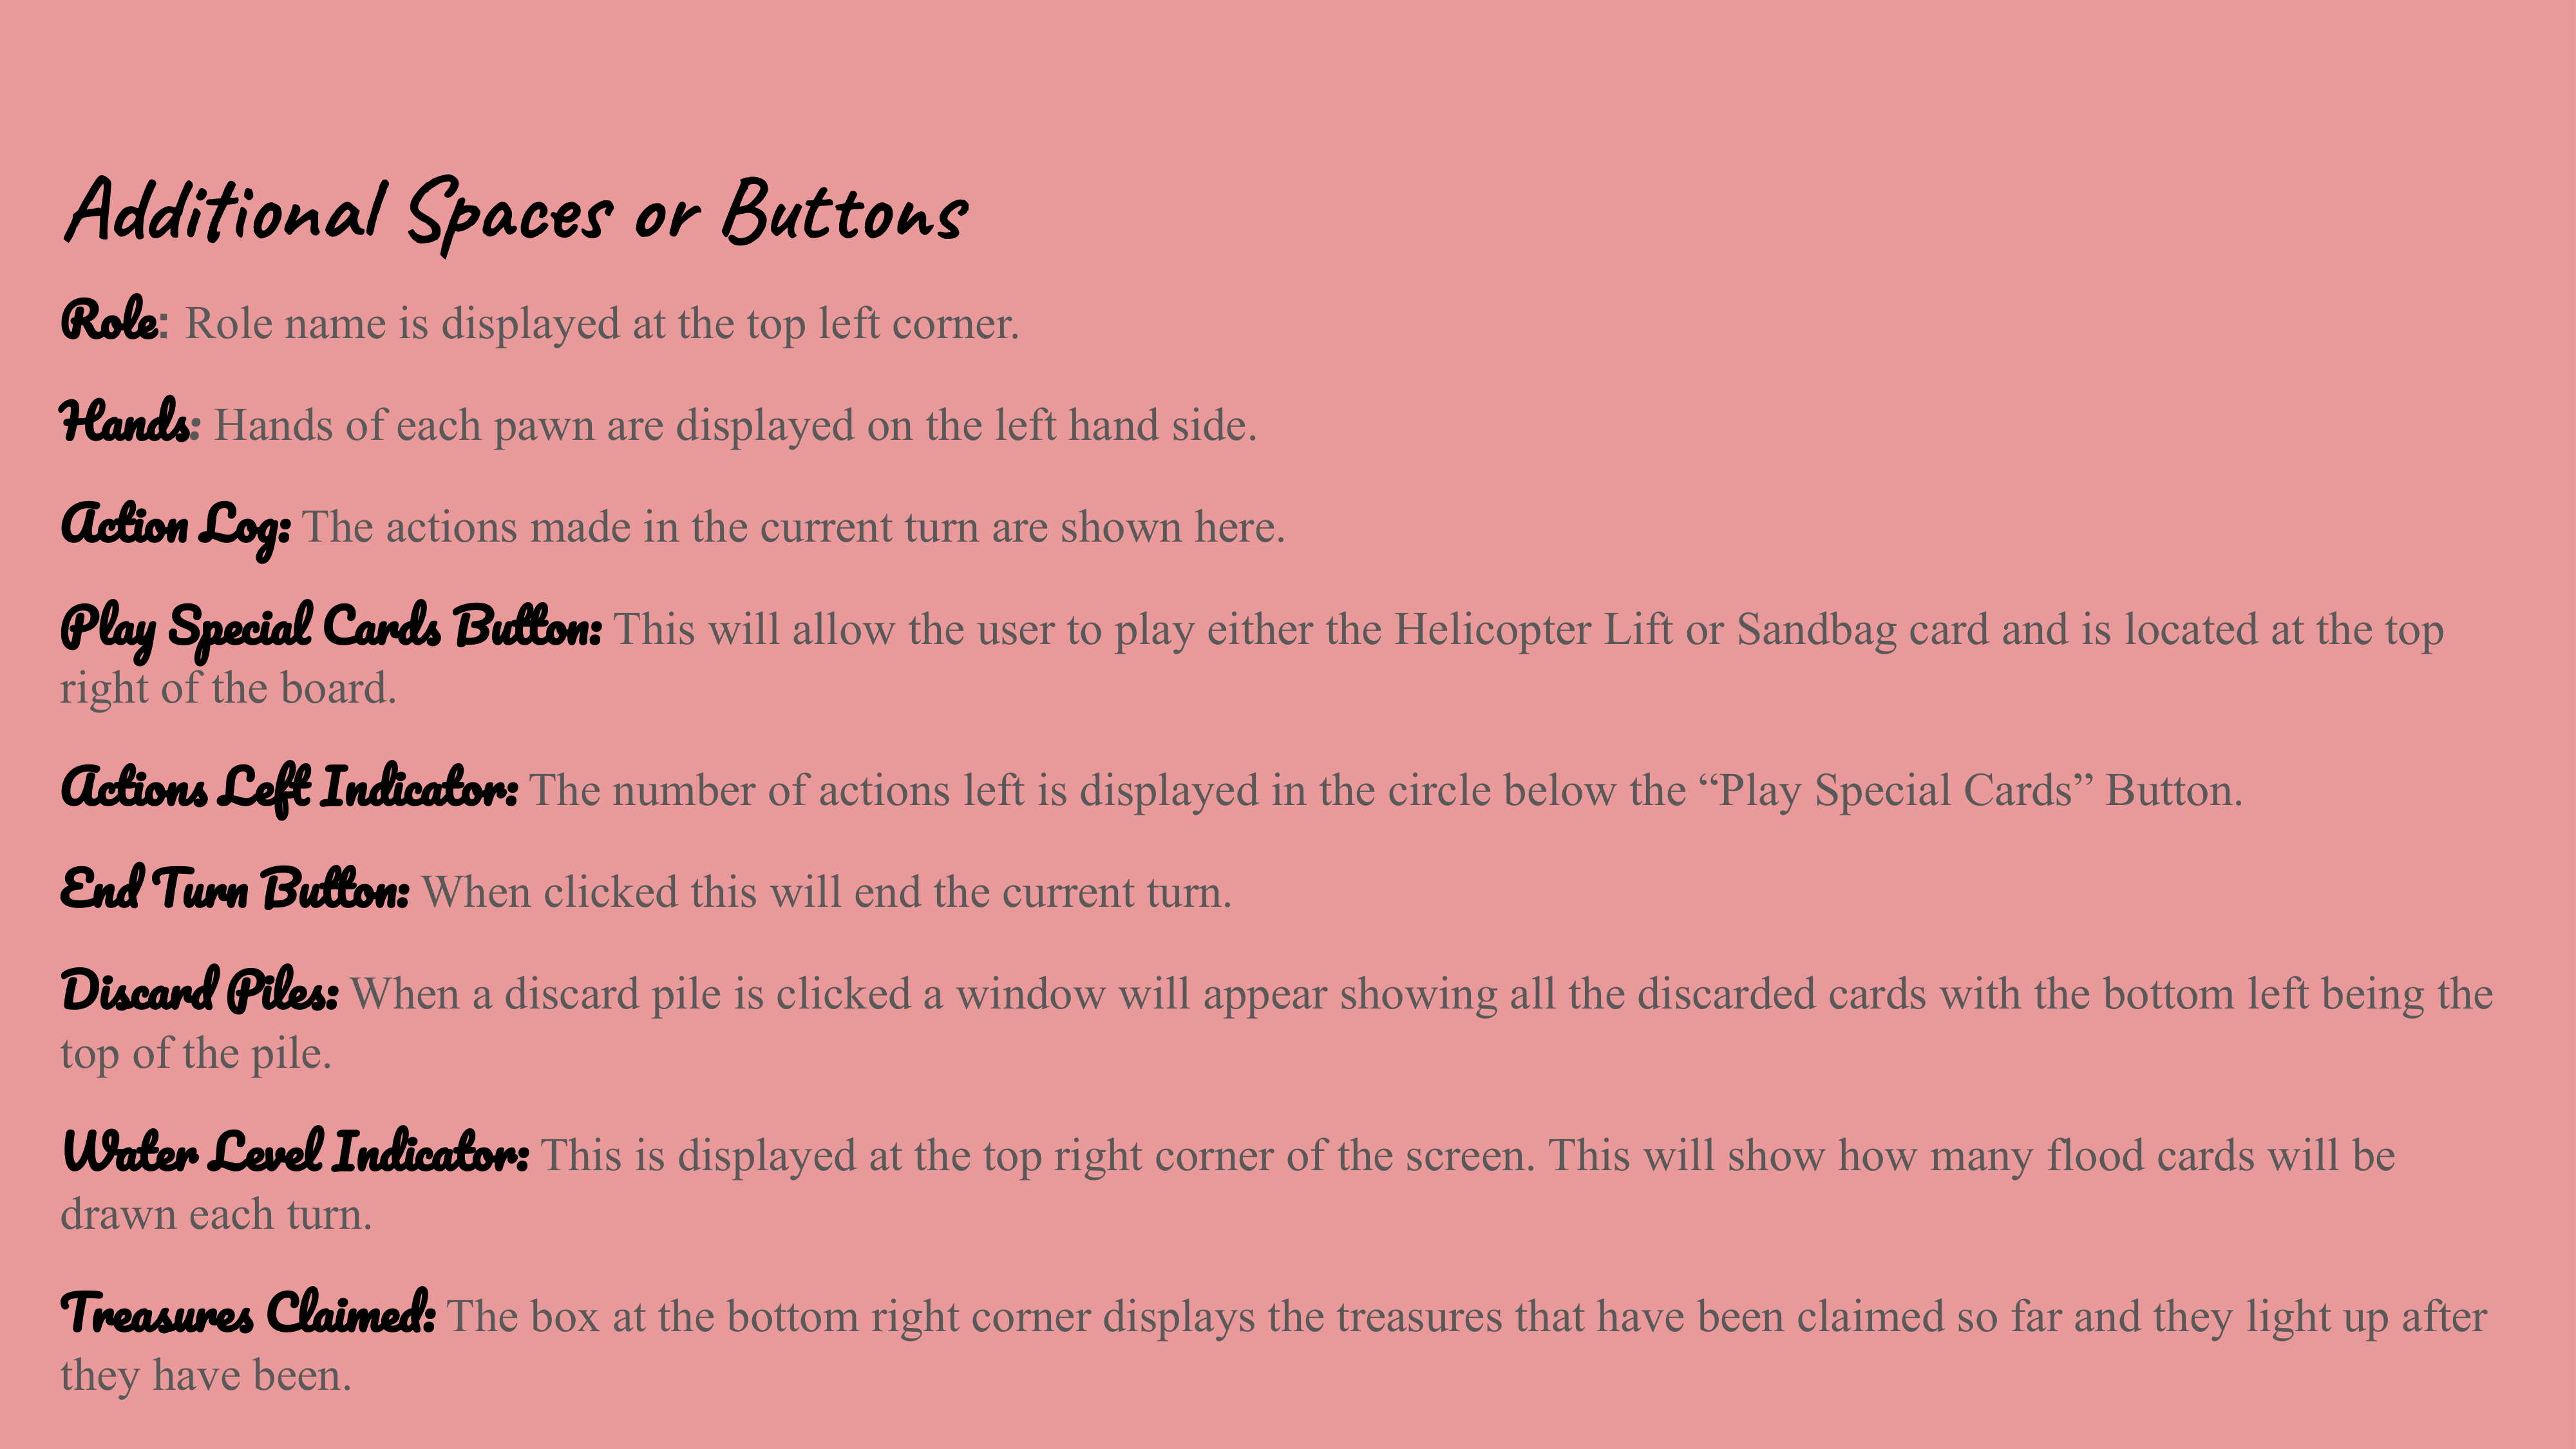 Additional Spaces or Buttons
Role: Role name is displayed at the top left corner.
Hands: Hands of each pawn are displayed on the left hand side.
Action Log: The actions made in the current turn are shown here.
Play Special Cards Button: This will allow the user to play either the Helicopter Lift or Sandbag card and is located at the top
right of the board.
Actions Left Indicator: The number of actions left is displayed in the circle below the “Play Special Cards” Button.
End Turn Button: When clicked this will end the current turn.
Discard Piles: When a discard pile is clicked a window will appear showing all the discarded cards with the bottom left being the
top of the pile.
Water Level Indicator: This is displayed at the top right corner of the screen. This will show how many flood cards will be
drawn each turn.
Treasures Claimed: The box at the bottom right corner displays the treasures that have been claimed so far and they light up after
they have been.